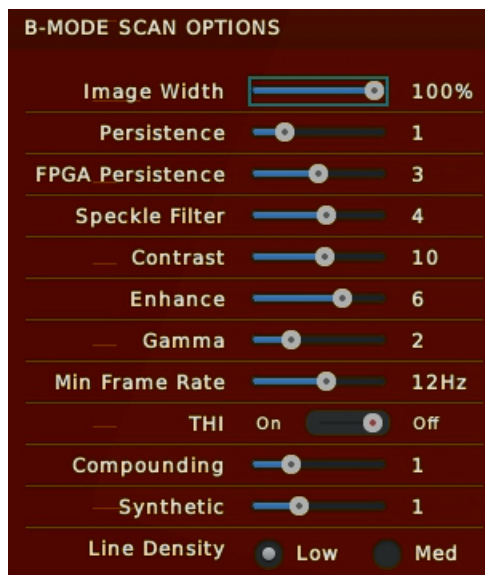 B-MODE SCAN OPTIONS
Image Width 100%
Persistence 1
FPGA Persistence 3
Speckle Filter 4
Contrast 10
Enhance 6
Gamma 2
Min Frame Rate 12Hz
THI On Off
Compounding 1
Synthetic 1
Line Density Low Med